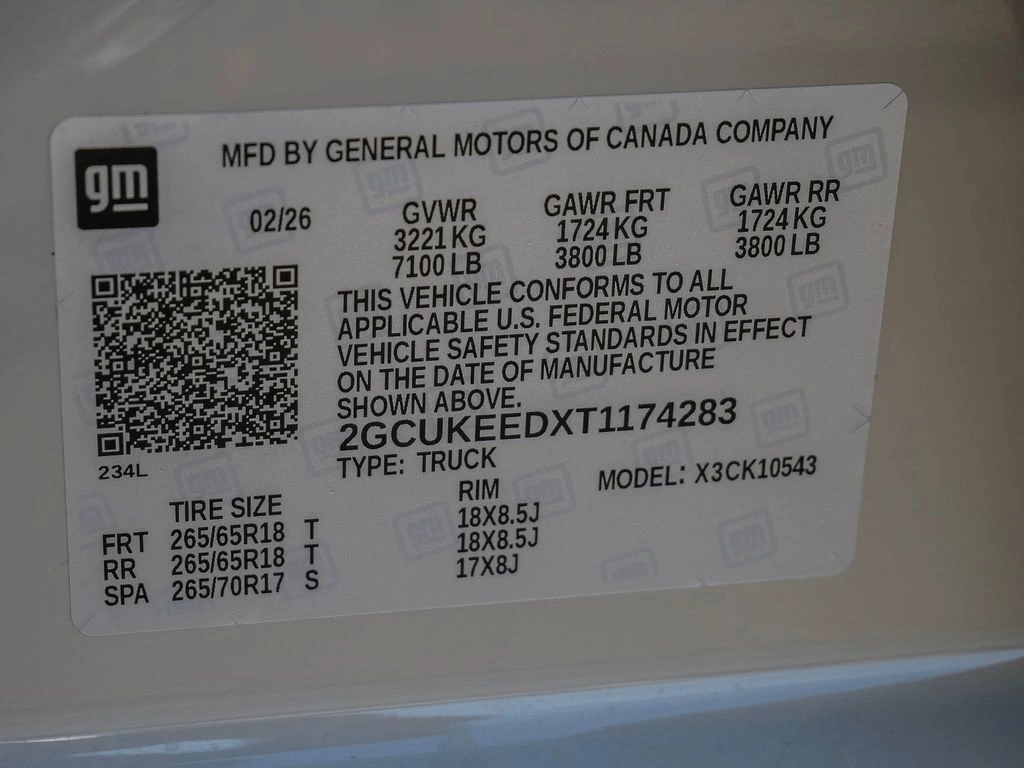 gm
MFD BY GENERAL MOTORS OF CANADA COMPANY
02/26 GVWR GAWR FRT GAWR RR
3221 KG 1724 KG 1724 KG
7100 LB 3800 LB 3800 LB
THIS VEHICLE CONFORMS TO ALL
APPLICABLE U.S. FEDERAL MOTOR
VEHICLE SAFETY STANDARDS IN EFFECT
ON THE DATE OF MANUFACTURE
SHOWN ABOVE.
2GCUKEEDXT1174283
234L
TYPE: TRUCK MODEL: X3CK10543
TIRE SIZE RIM
FRT 265/65R18 T 18X8.5J
RR 265/65R18 T 18X8.5J
SPA 265/70R17 S 17X8J